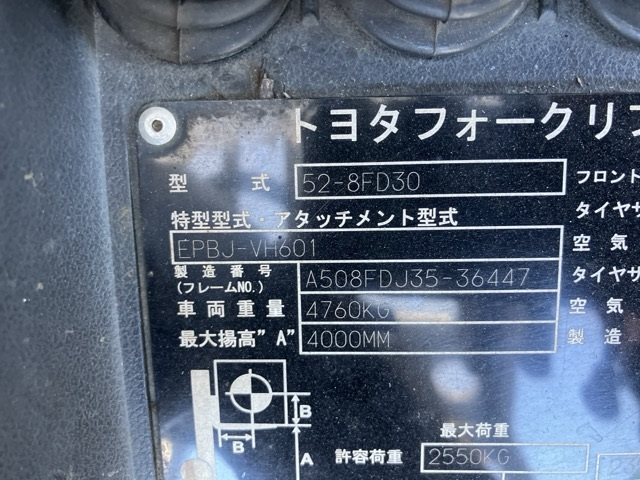 トヨタフォークリフ
型 式 52-8FD30 フロント
タイヤサ
特型型式・アタッチメント型式
EPBJ-VH601 空気
製造番号 (フレームNO.) A508FDJ35-36447 タイヤサ
車両重量 4760KG 空気
最大揚高"A" 4000MM 製造
B
B
A
最大荷重
許容荷重 2550KG